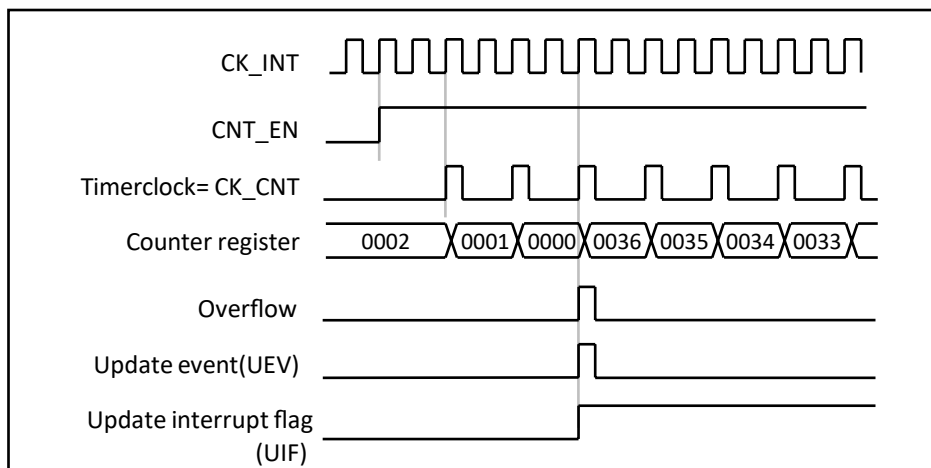 CK_INT
CNT_EN
Timerclock= CK_CNT
Counter register
0002 0001 0000 0036 0035 0034 0033
Overflow
Update event(UEV)
Update interrupt flag
(UIF)